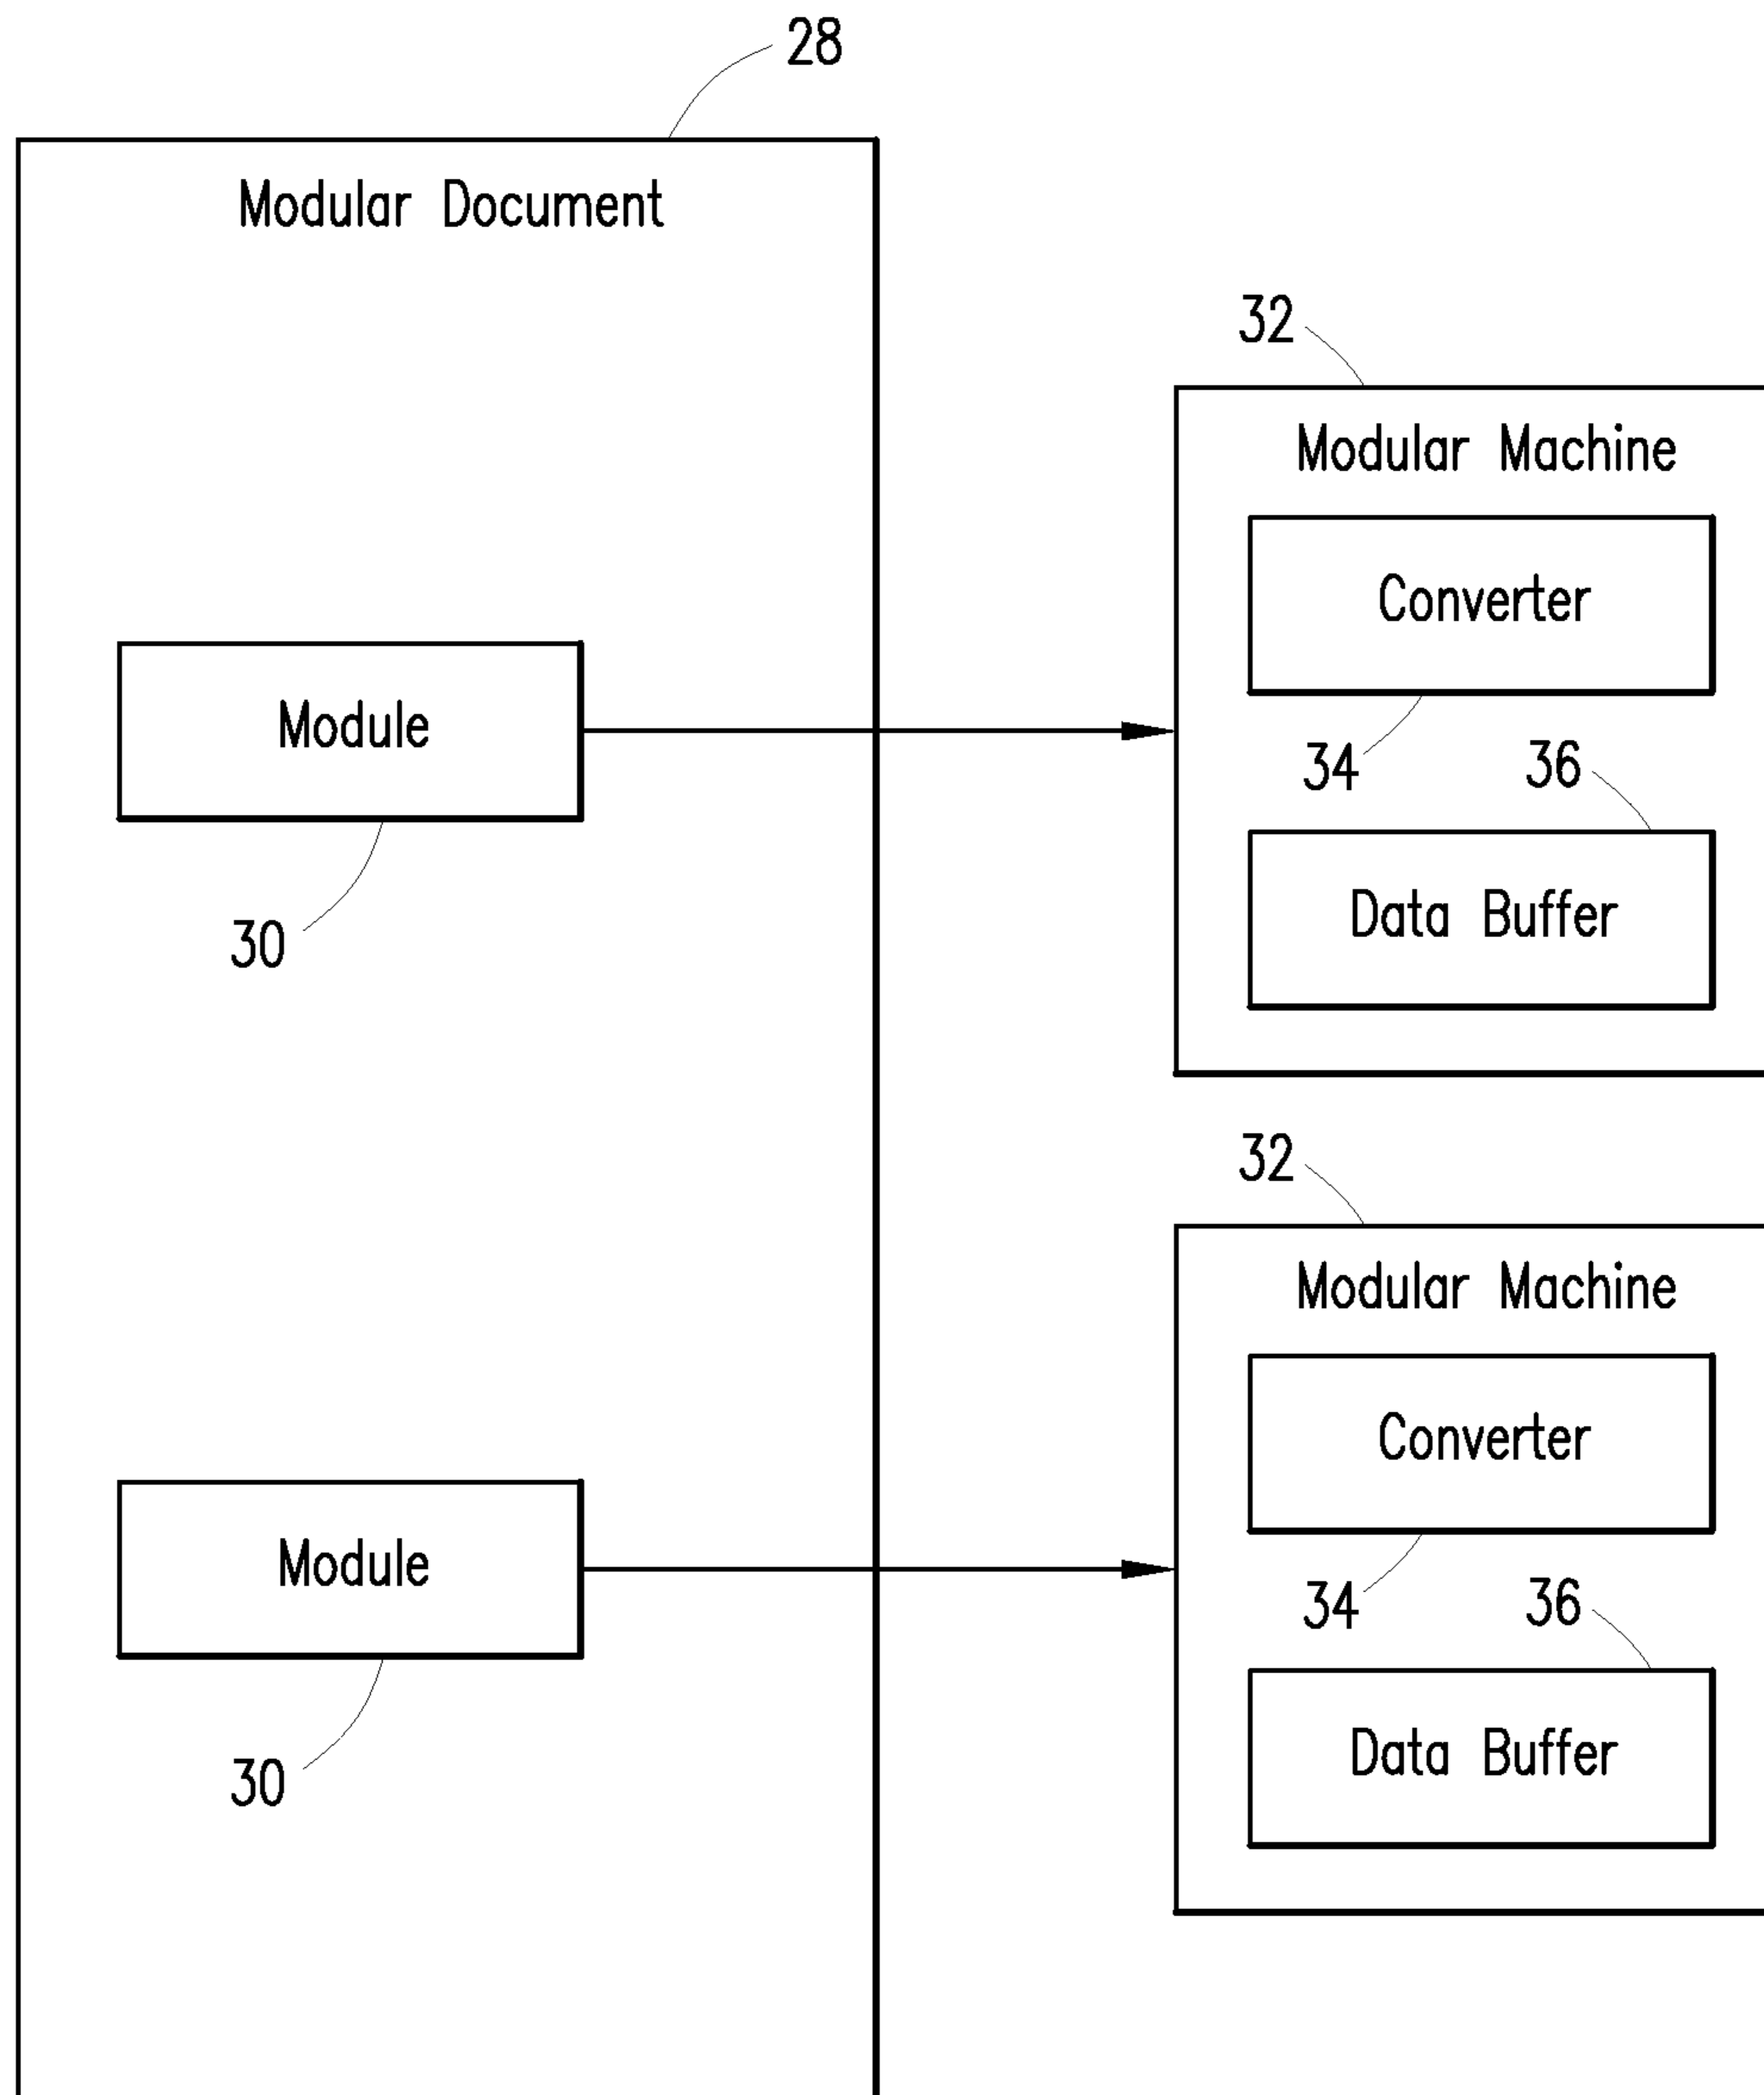 28
Modular Document
32
Modular Machine
Converter
Module
34
36
Data Buffer
30
32
Modular Machine
Converter
Module
34
36
Data Buffer
30